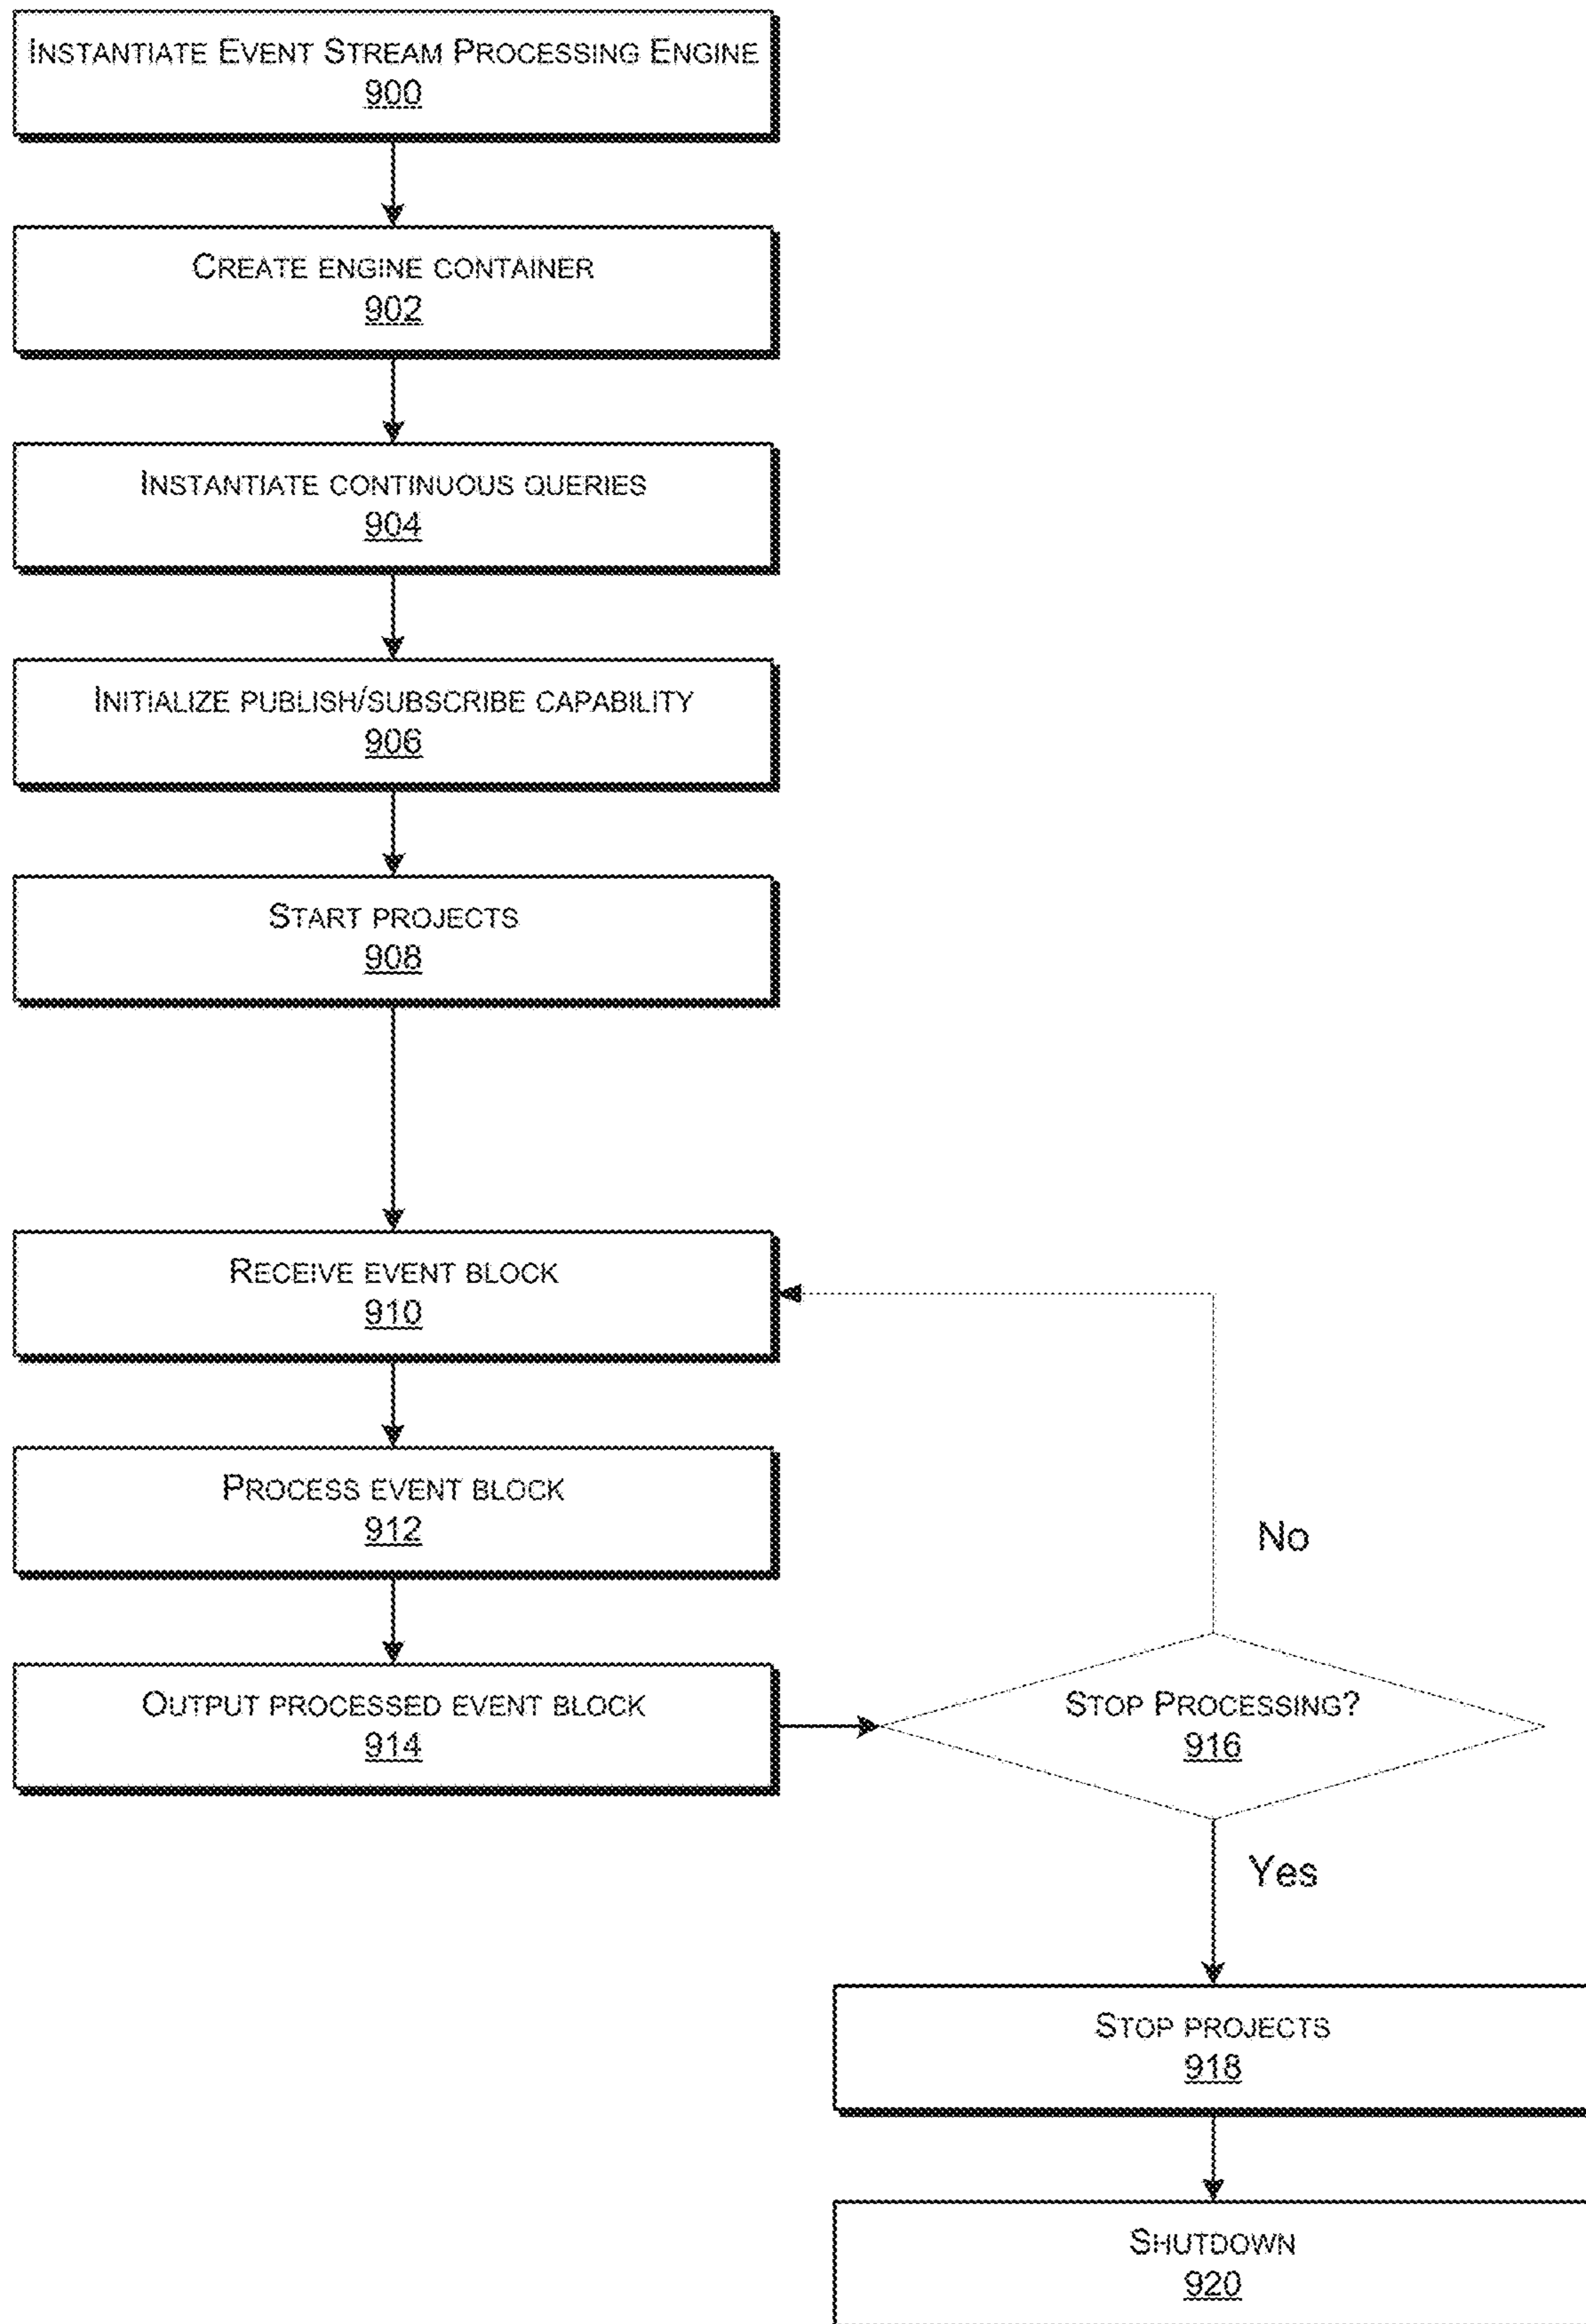 INSTANTIATE EVENT STREAM PROCESSING ENGINE
900
CREATE ENGINE CONTAINER
902
INSTANTIATE CONTINUOUS QUERIES
904
INITIALIZE PUBLISH/SUBSCRIBE CAPABILITY
906
START PROJECTS
908
RECEIVE EVENT BLOCK
910
PROCESS EVENT BLOCK
912
OUTPUT PROCESSED EVENT BLOCK
914
No
STOP PROCESSING?
916
Yes
STOP PROJECTS
918
SHUTDOWN
920